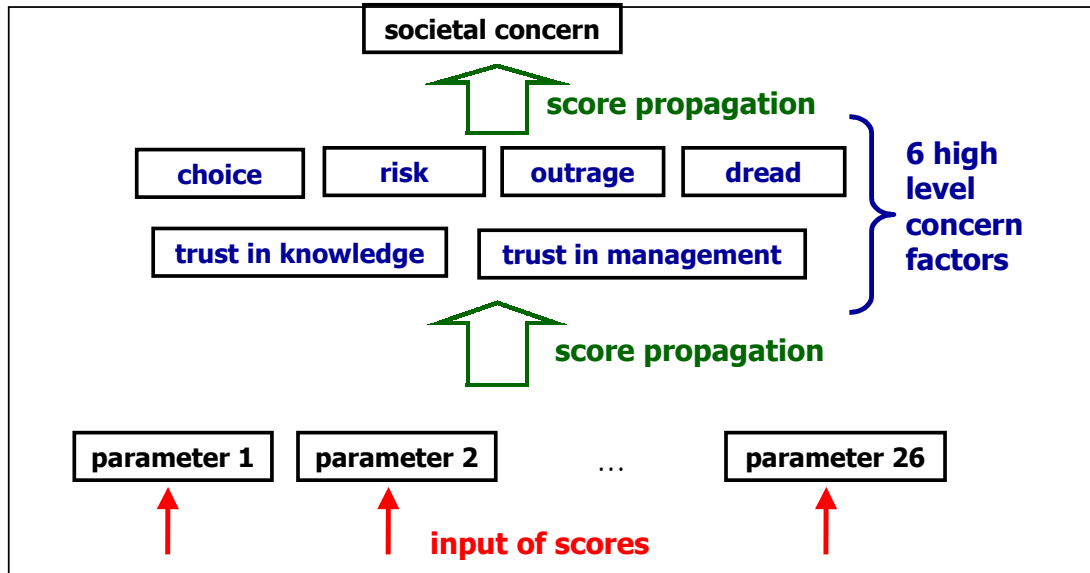 societal concern
score propagation
choice
risk
outrage
dread
6 high
level
concern
factors
trust in knowledge
trust in management
score propagation
parameter 1
parameter 2
...
parameter 26
input of scores